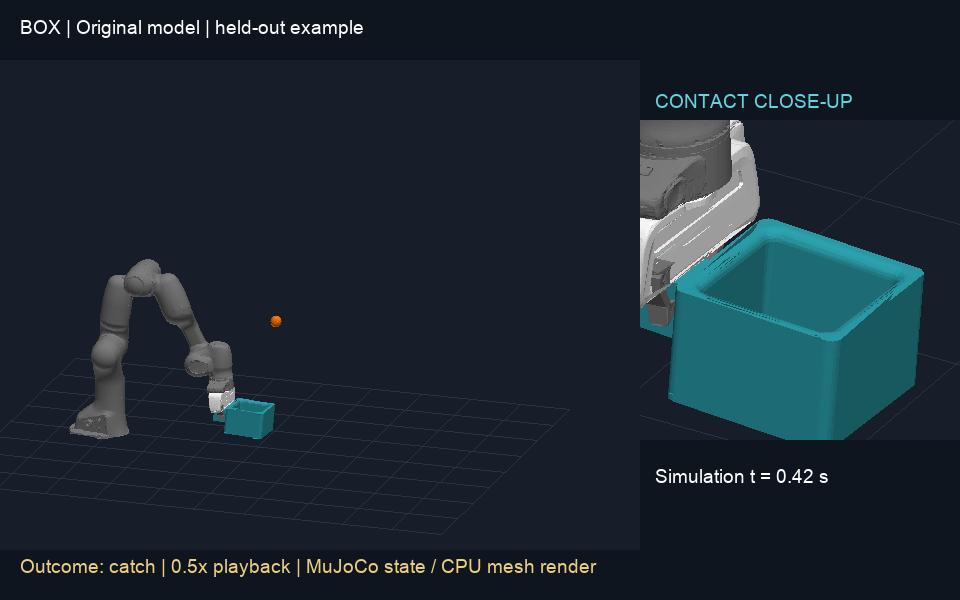 BOX | Original model | held-out example
CONTACT CLOSE-UP
Simulation t = 0.42 s
Outcome: catch | 0.5x playback | MuJoCo state / CPU mesh render